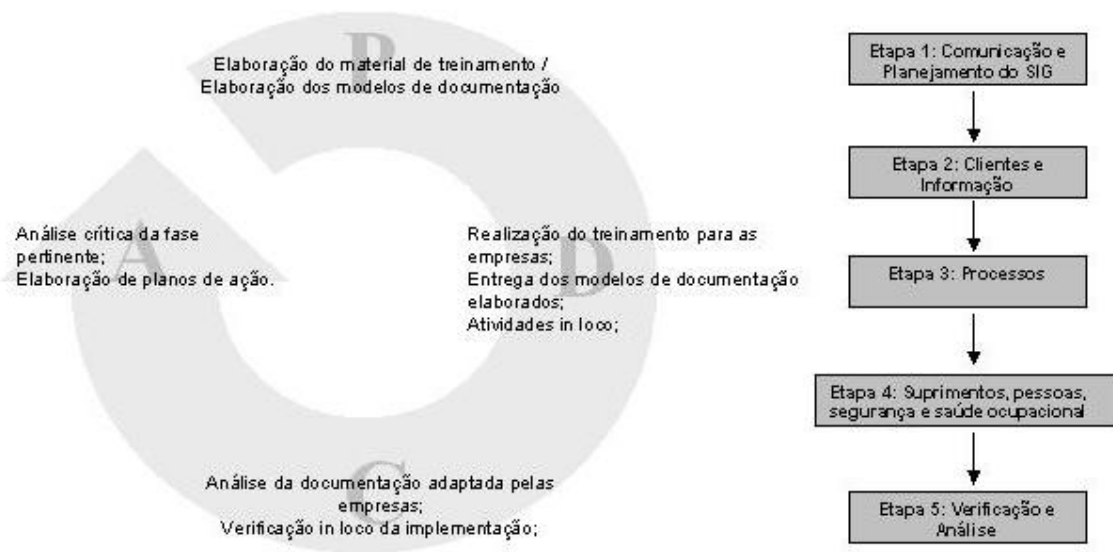 P
Elaboração do material de treinamento /
Elaboração dos modelos de documentação
A
Análise crítica da fase
pertinente;
Elaboração de planos de ação.
D
Realização do treinamento para as
empresas;
Entrega dos modelos de documentação
elaborados;
Atividades in loco;
C
Análise da documentação adaptada pelas
empresas;
Verificação in loco da implementação;
Etapa 1: Comunicação e
Planejamento do SIG
Etapa 2: Clientes e
Informação
Etapa 3: Processos
Etapa 4: Suprimentos, pessoas,
segurança e saúde ocupacional
Etapa 5: Verificação e
Análise